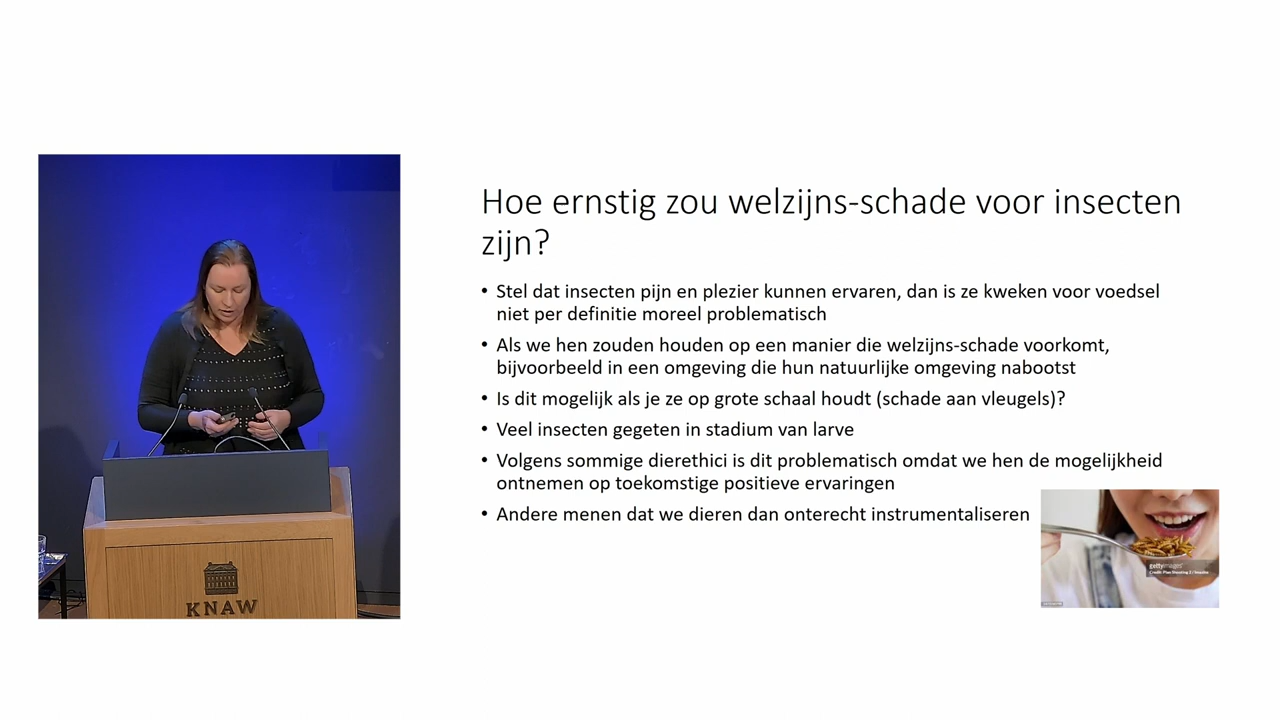 Hoe ernstig zou welzijns-schade voor insecten
zijn?
• Stel dat insecten pijn en plezier kunnen ervaren, dan is ze kweken voor voedsel
niet per definitie moreel problematisch
• Als we hen zouden houden op een manier die welzijns-schade voorkomt,
bijvoorbeeld in een omgeving die hun natuurlijke omgeving nabootst
• Is dit mogelijk als je ze op grote schaal houdt (schade aan vleugels)?
• Veel insecten gegeten in stadium van larve
• Volgens sommige dierethici is dit problematisch omdat we hen de mogelijkheid
ontnemen op toekomstige positieve ervaringen
• Andere menen dat we dieren dan onterecht instrumentaliseren
gettyimages
KNAW